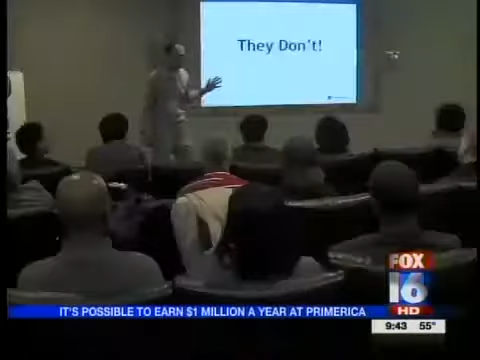 They Don't!
FOX
16
HD
IT'S POSSIBLE TO EARN $1 MILLION A YEAR AT PRIMERICA
9:43 55°